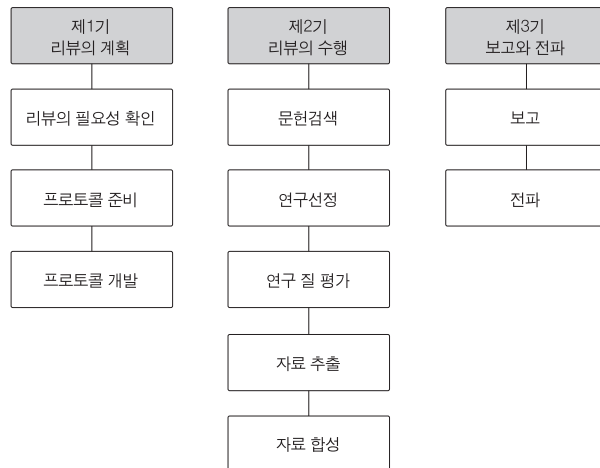 제1기
리뷰의 계획
리뷰의 필요성 확인
프로토콜 준비
프로토콜 개발
제2기
리뷰의 수행
문헌검색
연구선정
연구 질 평가
자료 추출
자료 합성
제3기
보고와 전파
보고
전파